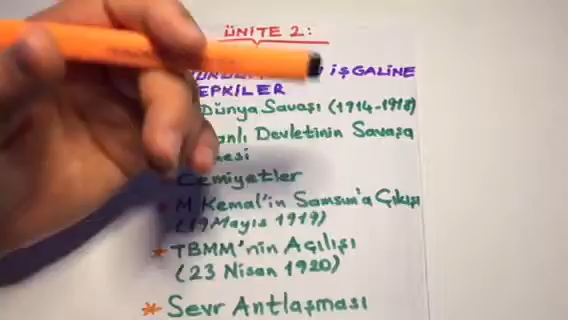 ÜNİTE 2:
İŞGALİNE
EPKİLER
Dünya Savaşı (1914-1918)
Devletinin Savaşa
Cemiyetler
M. Kemal'in Samsun'a Çıkışı
(19 Mayıs 1919)
* TBMM'nin Açılışı
(23 Nisan 1920)
* Sevr Antlaşması